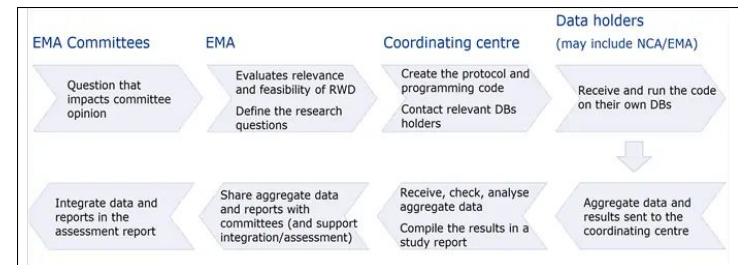 EMA Committees
EMA
Coordinating centre
Data holders
(may include NCA/EMA)
Question that
impacts committee
opinion
Evaluates relevance
and feasibility of RWD
Define the research
questions
Create the protocol and
programming code
Contact relevant DBs
holders
Receive and run the code
on their own DBs
Aggregate data and
results sent to the
coordinating centre
Receive, check, analyse
aggregate data
Compile the results in a
study report
Share aggregate data
and reports with
committees (and support
integration/assessment)
Integrate data and
reports in the
assessment report